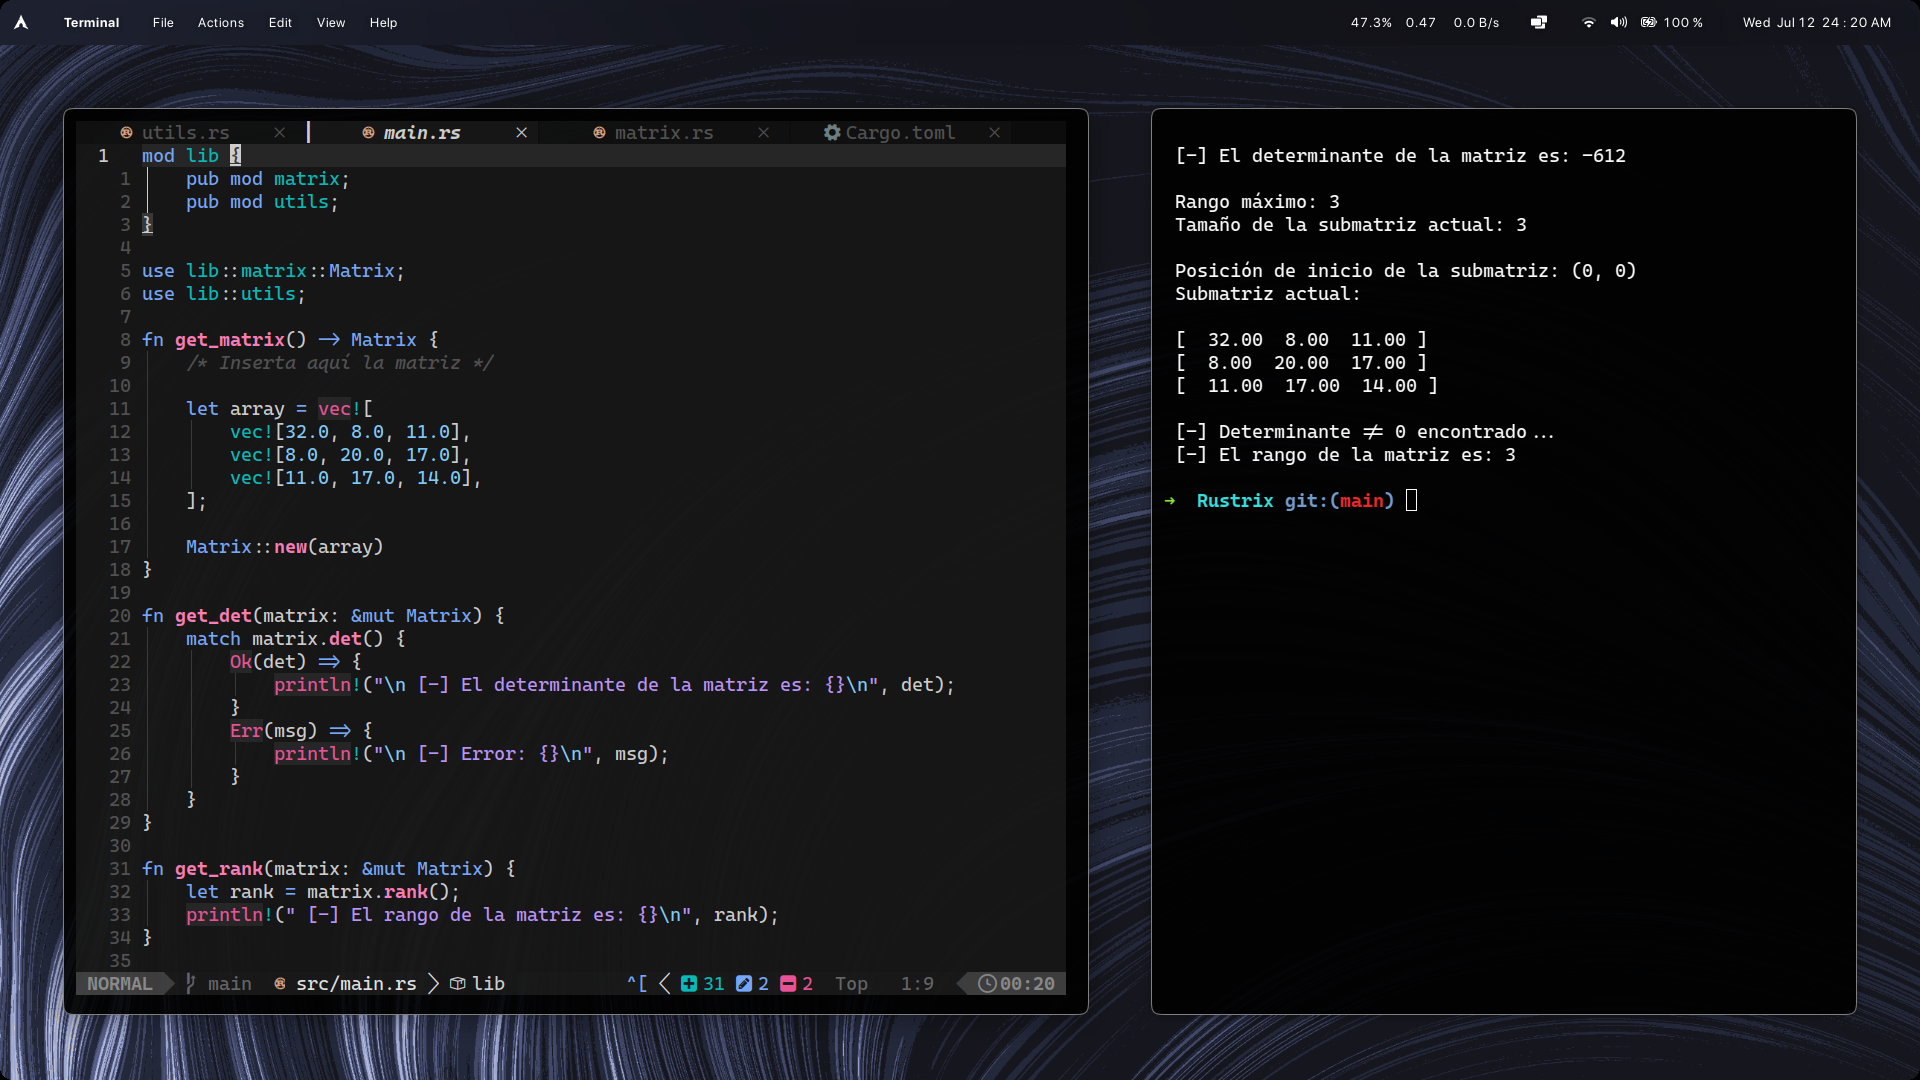 Terminal File Actions Edit View Help 47.3% 0.47 0.0 B/s 100 % Wed Jul 12 24 : 20 AM
utils.rs × main.rs × matrix.rs × Cargo.toml ×
1 mod lib {
1 pub mod matrix;
2 pub mod utils;
3 }
4
5 use lib::matrix::Matrix;
6 use lib::utils;
7
8 fn get_matrix() -> Matrix {
9 /* Inserta aquí la matriz */
10
11 let array = vec![
12 vec![32.0, 8.0, 11.0],
13 vec![8.0, 20.0, 17.0],
14 vec![11.0, 17.0, 14.0],
15 ];
16
17 Matrix::new(array)
18 }
19
20 fn get_det(matrix: &mut Matrix) {
21 match matrix.det() {
22 Ok(det) => {
23 println!("\n [-] El determinante de la matriz es: {}\n", det);
24 }
25 Err(msg) => {
26 println!("\n [-] Error: {}\n", msg);
27 }
28 }
29 }
30
31 fn get_rank(matrix: &mut Matrix) {
32 let rank = matrix.rank();
33 println!(" [-] El rango de la matriz es: {}\n", rank);
34 }
35
NORMAL main src/main.rs lib ^[ 31 2 2 Top 1:9 00:20
[-] El determinante de la matriz es: -612
Rango máximo: 3
Tamaño de la submatriz actual: 3
Posición de inicio de la submatriz: (0, 0)
Submatriz actual:
[ 32.00 8.00 11.00 ]
[ 8.00 20.00 17.00 ]
[ 11.00 17.00 14.00 ]
[-] Determinante ≠ 0 encontrado...
[-] El rango de la matriz es: 3
→ Rustrix git:(main)